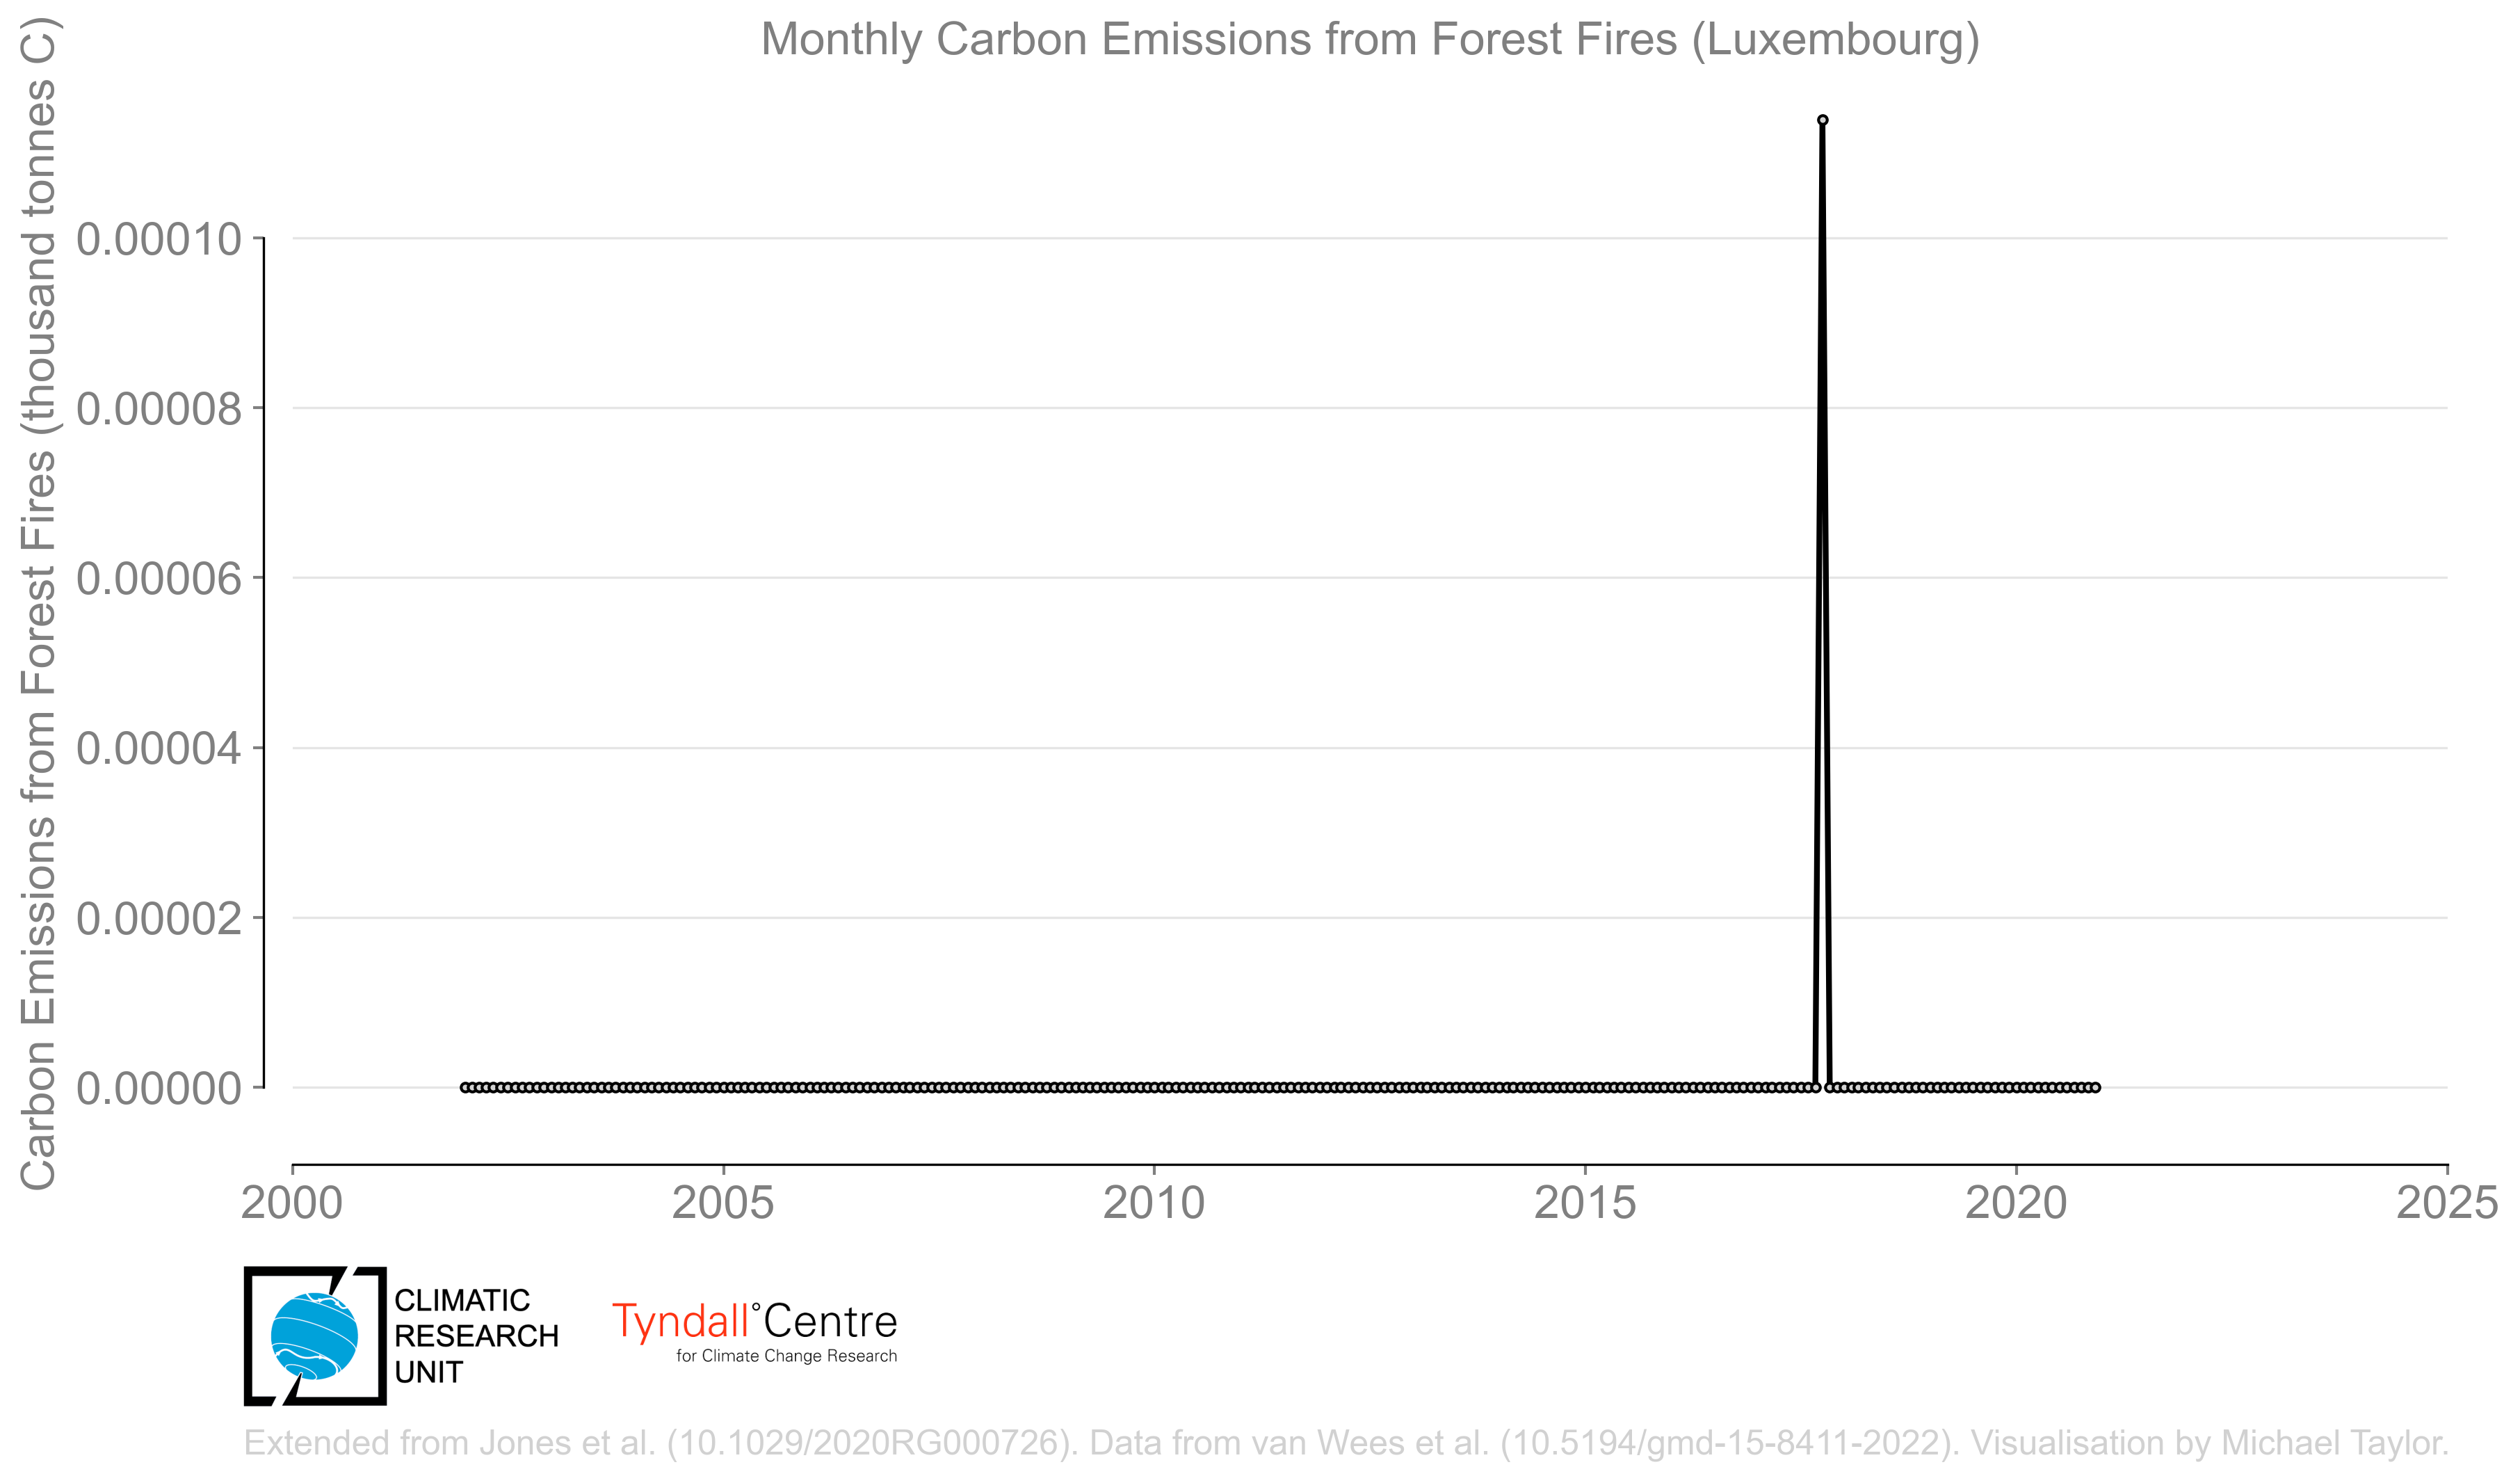 Monthly Carbon Emissions from Forest Fires (Luxembourg)
Carbon Emissions from Forest Fires (thousand tonnes C)
0.00010
0.00008
0.00006
0.00004
0.00002
0.00000
2000 2005 2010 2015 2020 2025
CLIMATIC
RESEARCH
UNIT
Tyndall°Centre
for Climate Change Research
Extended from Jones et al. (10.1029/2020RG000726). Data from van Wees et al. (10.5194/gmd-15-8411-2022). Visualisation by Michael Taylor.